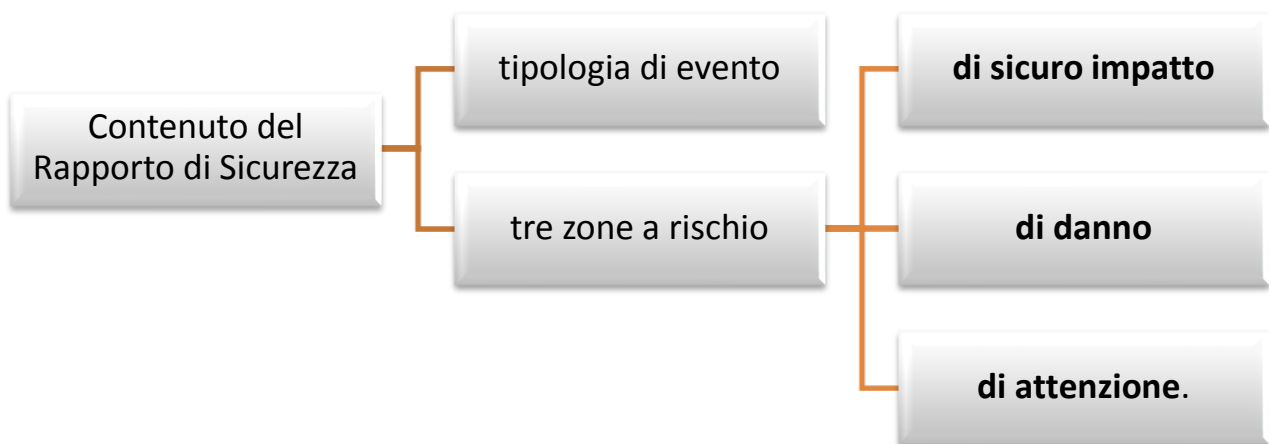 Contenuto del
Rapporto di Sicurezza
tipologia di evento
tre zone a rischio
di sicuro impatto
di danno
di attenzione.